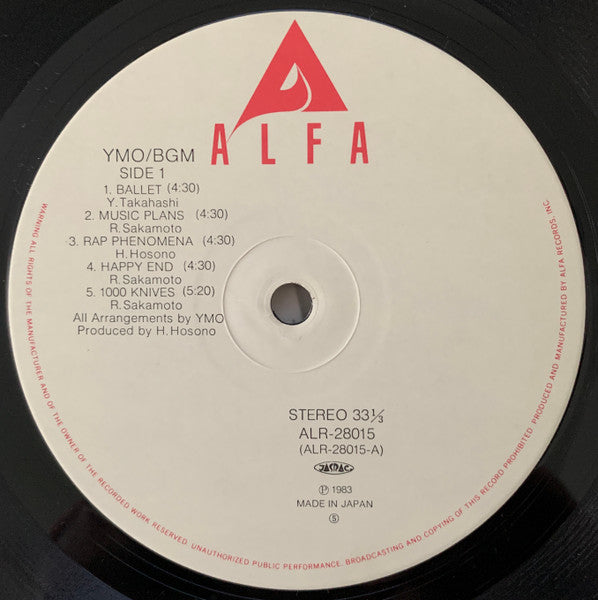 ALFA
YMO/BGM
SIDE 1
1. BALLET (4:30)
Y. Takahashi
2. MUSIC PLANS (4:30)
R. Sakamoto
3. RAP PHENOMENA (4:30)
H. Hosono
4. HAPPY END (4:30)
R. Sakamoto
5. 1000 KNIVES (5:20)
R. Sakamoto
All Arrangements by YMO
Produced by H. Hosono
STEREO 33⅓
ALR-28015
(ALR-28015-A)
JASRAC
Ⓟ 1983
MADE IN JAPAN
Ⓢ
WARNING ALL RIGHTS OF THE MANUFACTURER AND OF THE OWNER OF THE RECORDED WORK RESERVED. UNAUTHORIZED PUBLIC PERFORMANCE, BROADCASTING AND COPYING OF THIS RECORD PROHIBITED. PRODUCED AND MANUFACTURED BY ALFA RECORDS, INC.